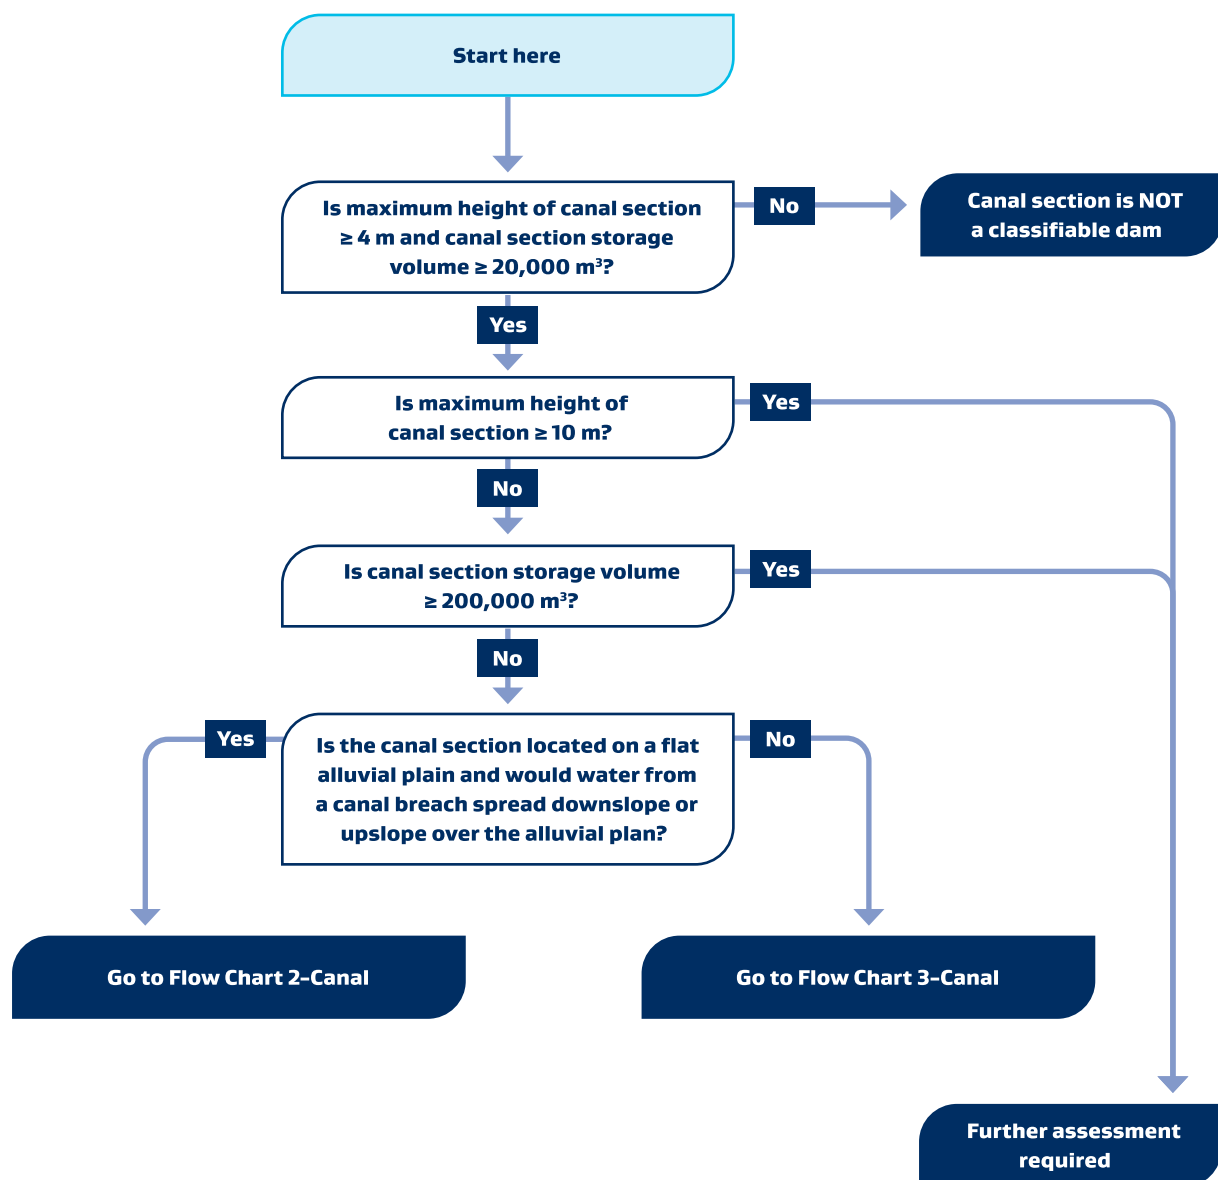 Start here
Is maximum height of canal section
≥ 4 m and canal section storage
volume ≥ 20,000 m³?
No
Canal section is NOT
a classifiable dam
Yes
Is maximum height of
canal section ≥ 10 m?
Yes
No
Is canal section storage volume
≥ 200,000 m³?
Yes
No
Yes
Is the canal section located on a flat
alluvial plain and would water from
a canal breach spread downslope or
upslope over the alluvial plan?
No
Go to Flow Chart 2–Canal
Go to Flow Chart 3–Canal
Further assessment
required